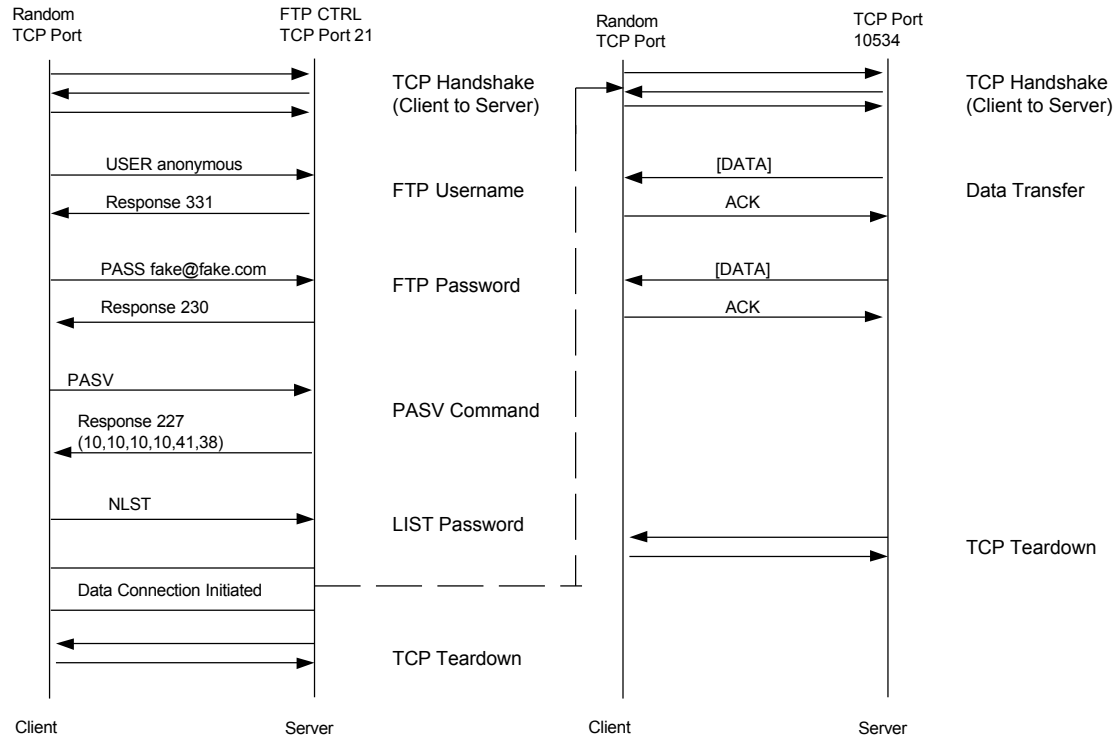 Random
TCP Port
FTP CTRL
TCP Port 21
TCP Handshake
(Client to Server)
USER anonymous
FTP Username
Response 331
PASS fake@fake.com
FTP Password
Response 230
PASV
PASV Command
Response 227
(10,10,10,10,41,38)
NLST
LIST Password
Data Connection Initiated
TCP Teardown
Client
Server
Random
TCP Port
TCP Port
10534
TCP Handshake
(Client to Server)
[DATA]
Data Transfer
ACK
[DATA]
ACK
TCP Teardown
Client
Server